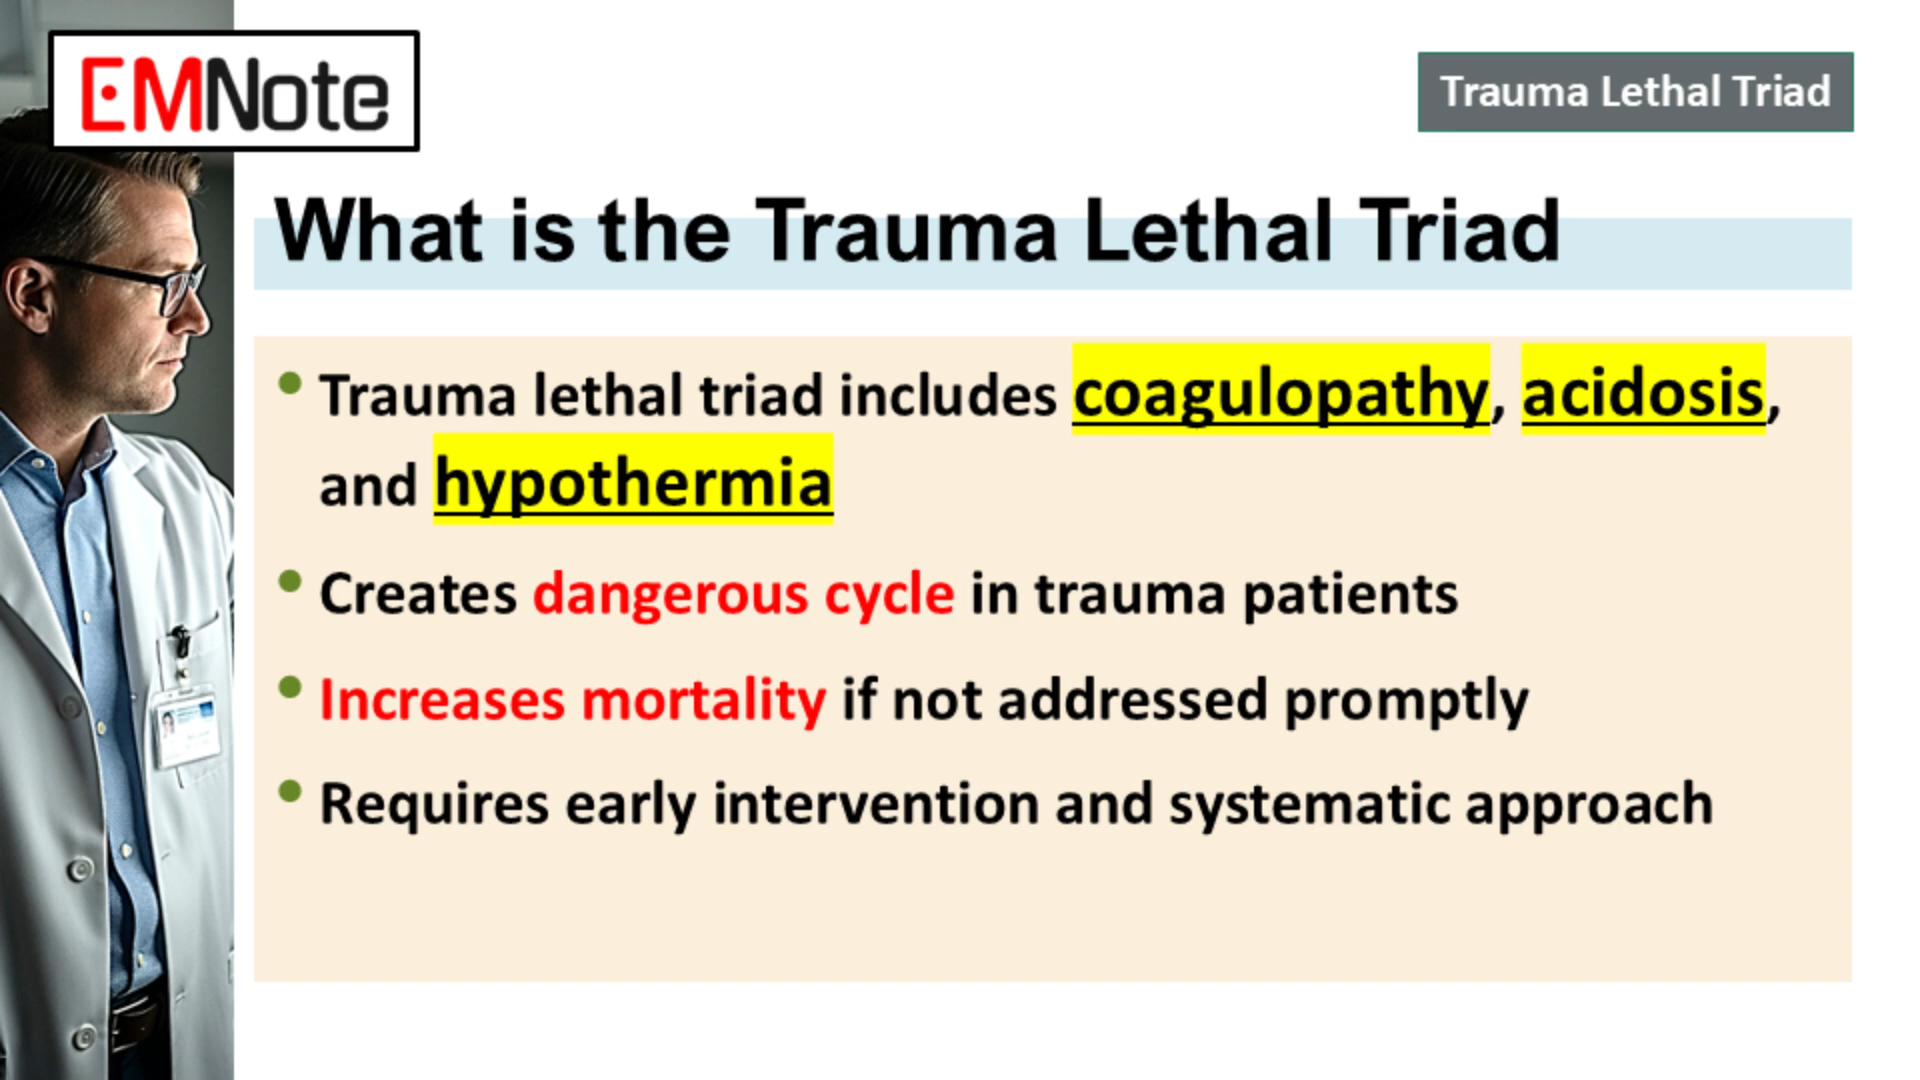 EMNote
Trauma Lethal Triad
What is the Trauma Lethal Triad
• Trauma lethal triad includes coagulopathy, acidosis,
and hypothermia
• Creates dangerous cycle in trauma patients
• Increases mortality if not addressed promptly
• Requires early intervention and systematic approach